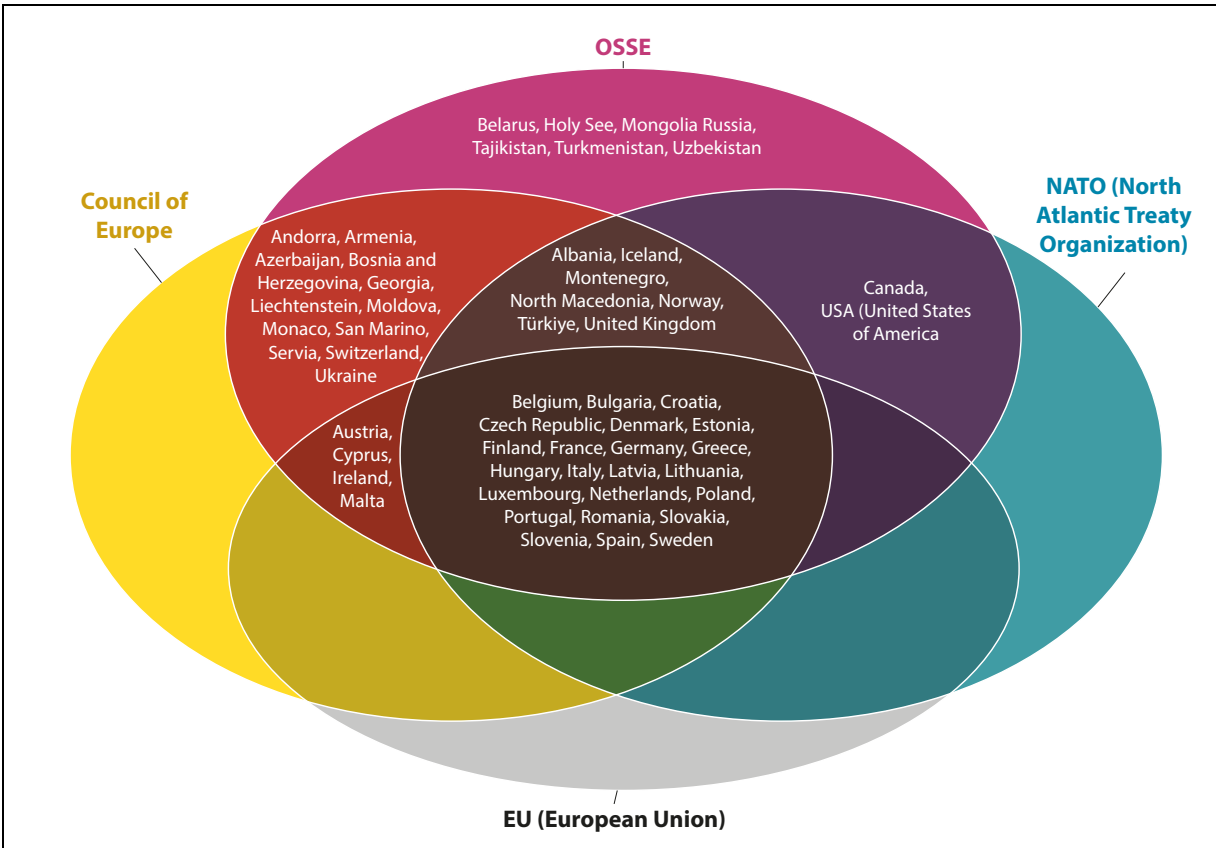 OSSE
Belarus, Holy See, Mongolia Russia,
Tajikistan, Turkmenistan, Uzbekistan
Council of
Europe
NATO (North
Atlantic Treaty
Organization)
Andorra, Armenia,
Azerbaijan, Bosnia and
Herzegovina, Georgia,
Liechtenstein, Moldova,
Monaco, San Marino,
Servia, Switzerland,
Ukraine
Albania, Iceland,
Montenegro,
North Macedonia, Norway,
Türkiye, United Kingdom
Canada,
USA (United States
of America
Austria,
Cyprus,
Ireland,
Malta
Belgium, Bulgaria, Croatia,
Czech Republic, Denmark, Estonia,
Finland, France, Germany, Greece,
Hungary, Italy, Latvia, Lithuania,
Luxembourg, Netherlands, Poland,
Portugal, Romania, Slovakia,
Slovenia, Spain, Sweden
EU (European Union)